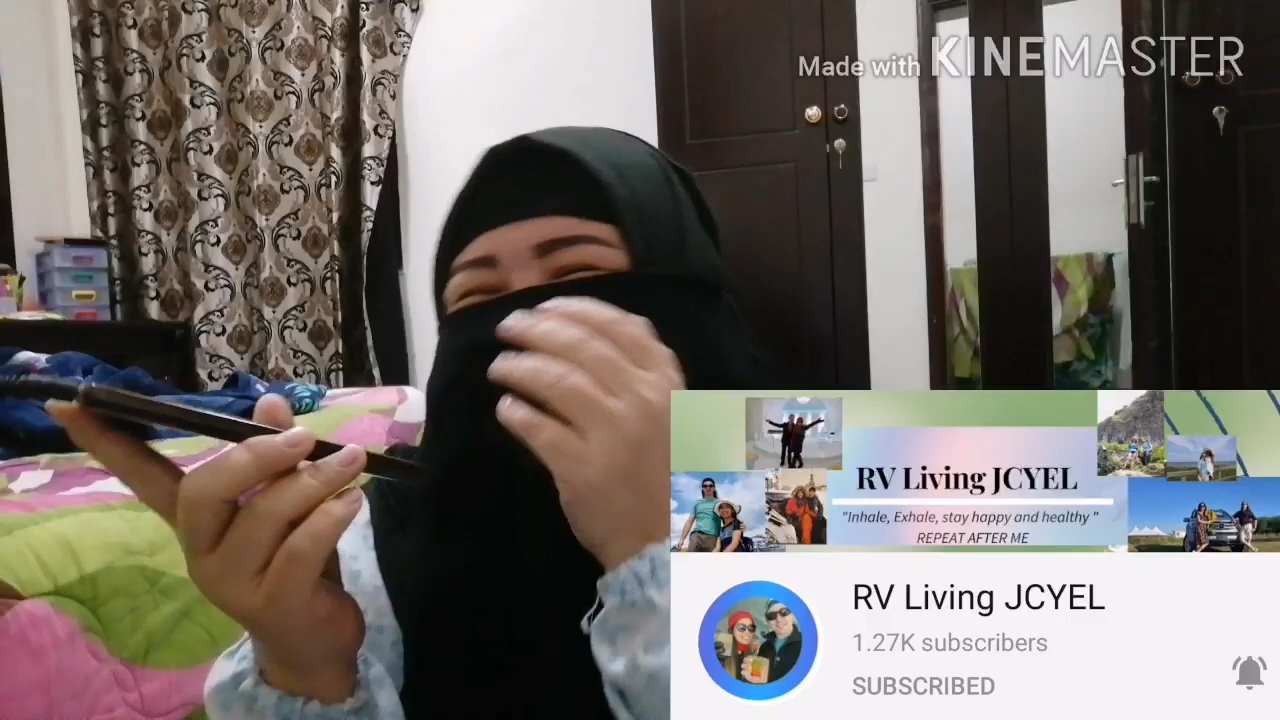 Made with KINEMASTER
RV Living JCYEL
"Inhale, Exhale, stay happy and healthy "
REPEAT AFTER ME
RV Living JCYEL
1.27K subscribers
SUBSCRIBED